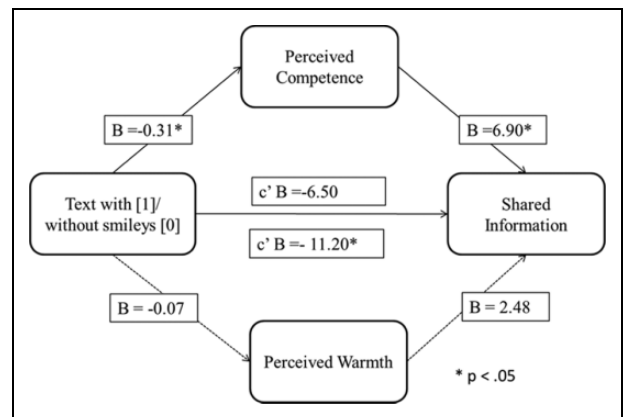 Perceived
Competence
B =-0.31*
B =6.90*
Text with [1]/
without smileys [0]
c’ B =-6.50
Shared
Information
c’ B =- 11.20*
B = -0.07
B = 2.48
Perceived Warmth
* p < .05